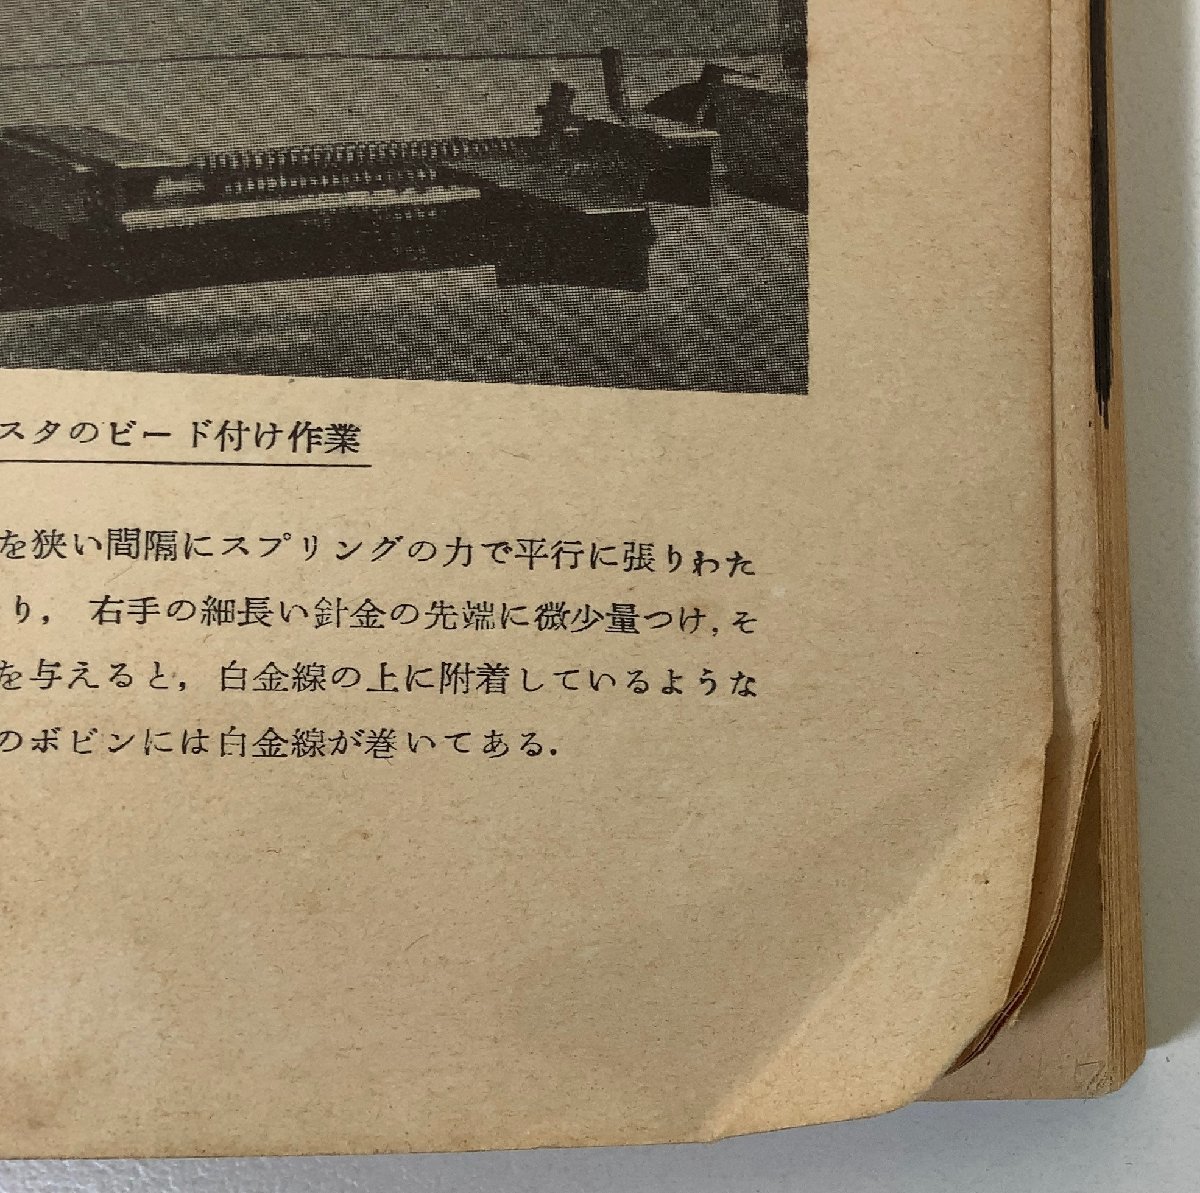 スタのビード付け作業
を狭い間隔にスプリングの力で平行に張りわた
り，右手の細長い針金の先端に微少量つけ，そ
を与えると，白金線の上に附着しているような
のボビンには白金線が巻いてある．